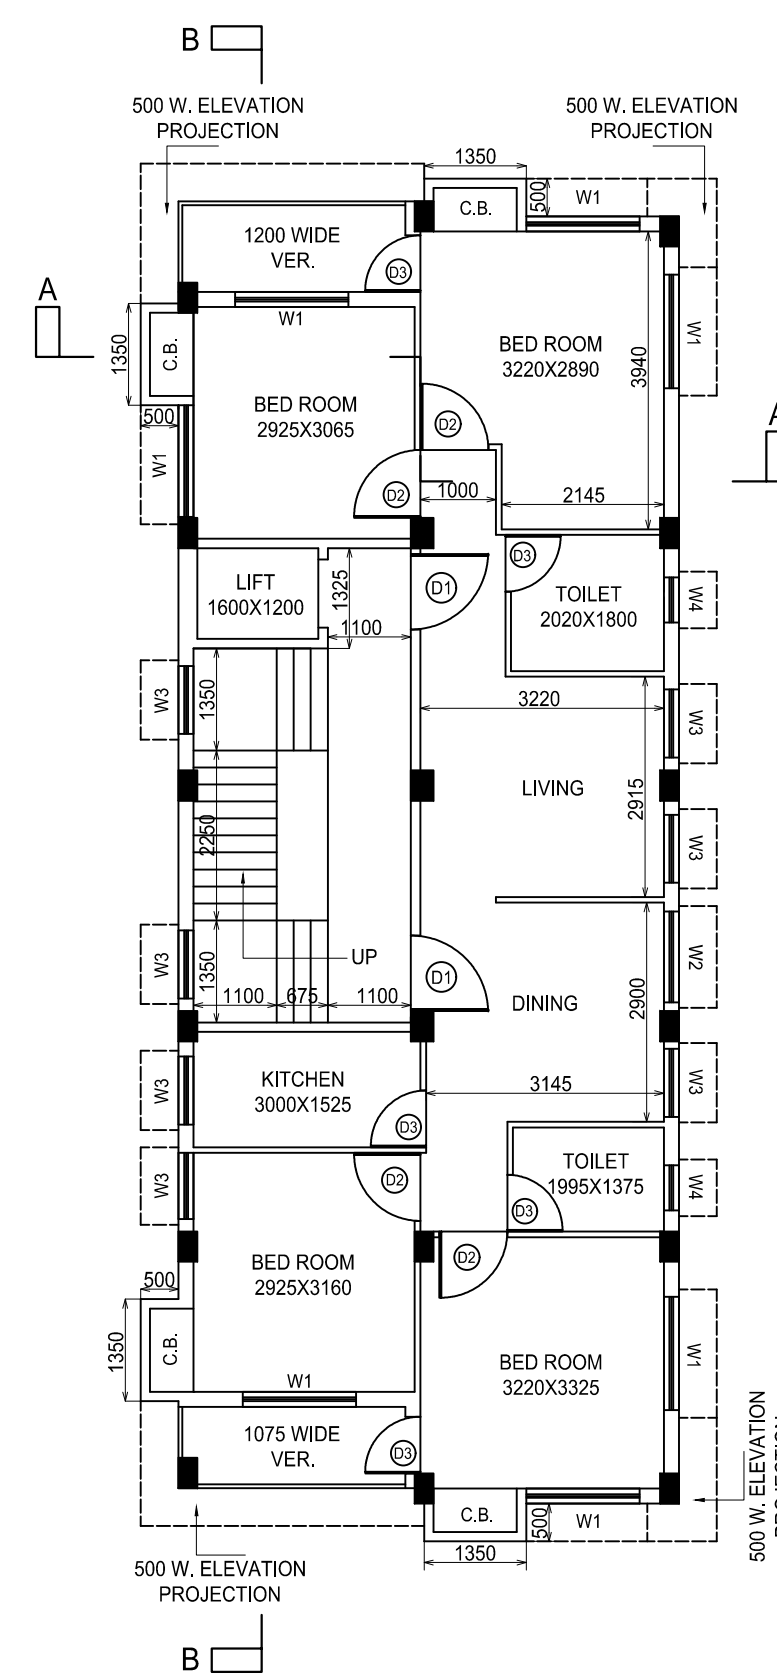 B
500 W. ELEVATION
PROJECTION
500 W. ELEVATION
PROJECTION
1350
500
W1
C.B.
1200 WIDE
VER.
D3
A
W1
W1
1350
C.B.
BED ROOM
3220X2890
3940
BED ROOM
2925X3065
500
D2
A
W1
D2
1000
2145
D3
LIFT
1600X1200
1325
D1
TOILET
2020X1800
W4
1100
W3
1350
3220
W3
LIVING
2915
2250
W3
W3
1350
UP
W2
D1
1100
675
1100
DINING
2900
W3
KITCHEN
3000X1525
3145
W3
D3
W3
D2
TOILET
1995X1375
W4
D3
BED ROOM
2925X3160
D2
500
1350
C.B.
W1
BED ROOM
3220X3325
W1
1075 WIDE
VER.
D3
500 W. ELEVATION
C.B.
500
W1
1350
500 W. ELEVATION
PROJECTION
B